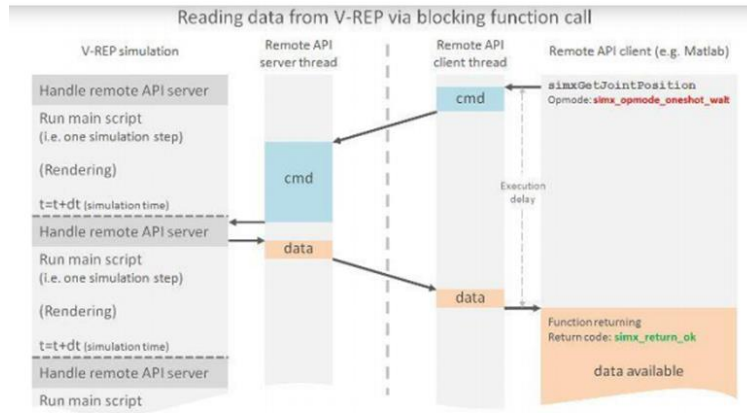 Reading data from V-REP via blocking function call
V-REP simulation
Remote API
server thread
Remote API
client thread
Remote API client (e.g. Matlab)
Handle remote API server
Run main script
(i.e. one simulation step)
(Rendering)
t=t+dt (simulation time)
Handle remote API server
Run main script
(i.e. one simulation step)
(Rendering)
t=t+dt (simulation time)
Handle remote API server
Run main script
cmd
data
cmd
data
simxGetJointPosition
Opmode: simx_opmode_oneshot_wait
Execution
delay
Function returning
Return code: simx_return_ok
data available